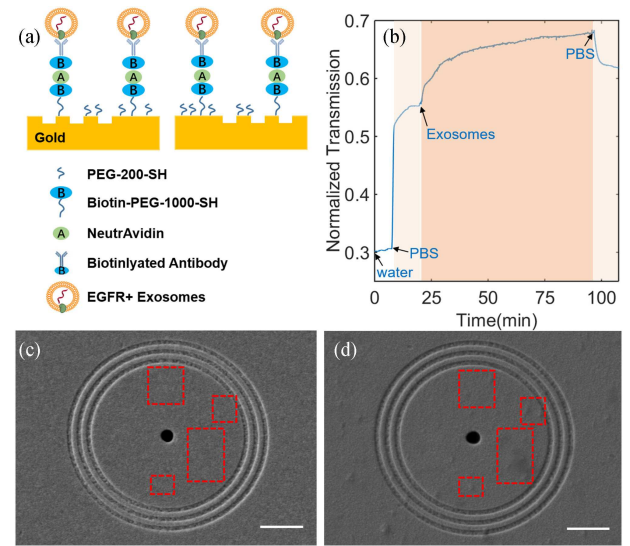 (a)
B
B
B
B
A
A
A
A
B
B
B
B
Gold
PEG-200-SH
B
Biotin-PEG-1000-SH
A
NeutrAvidin
B
Biotinlyated Antibody
EGFR+ Exosomes
(b)
Normalized Transmission
0.7
0.6
0.5
0.4
0.3
PBS
Exosomes
PBS
water
0
25
50
75
100
Time(min)
(c)
(d)